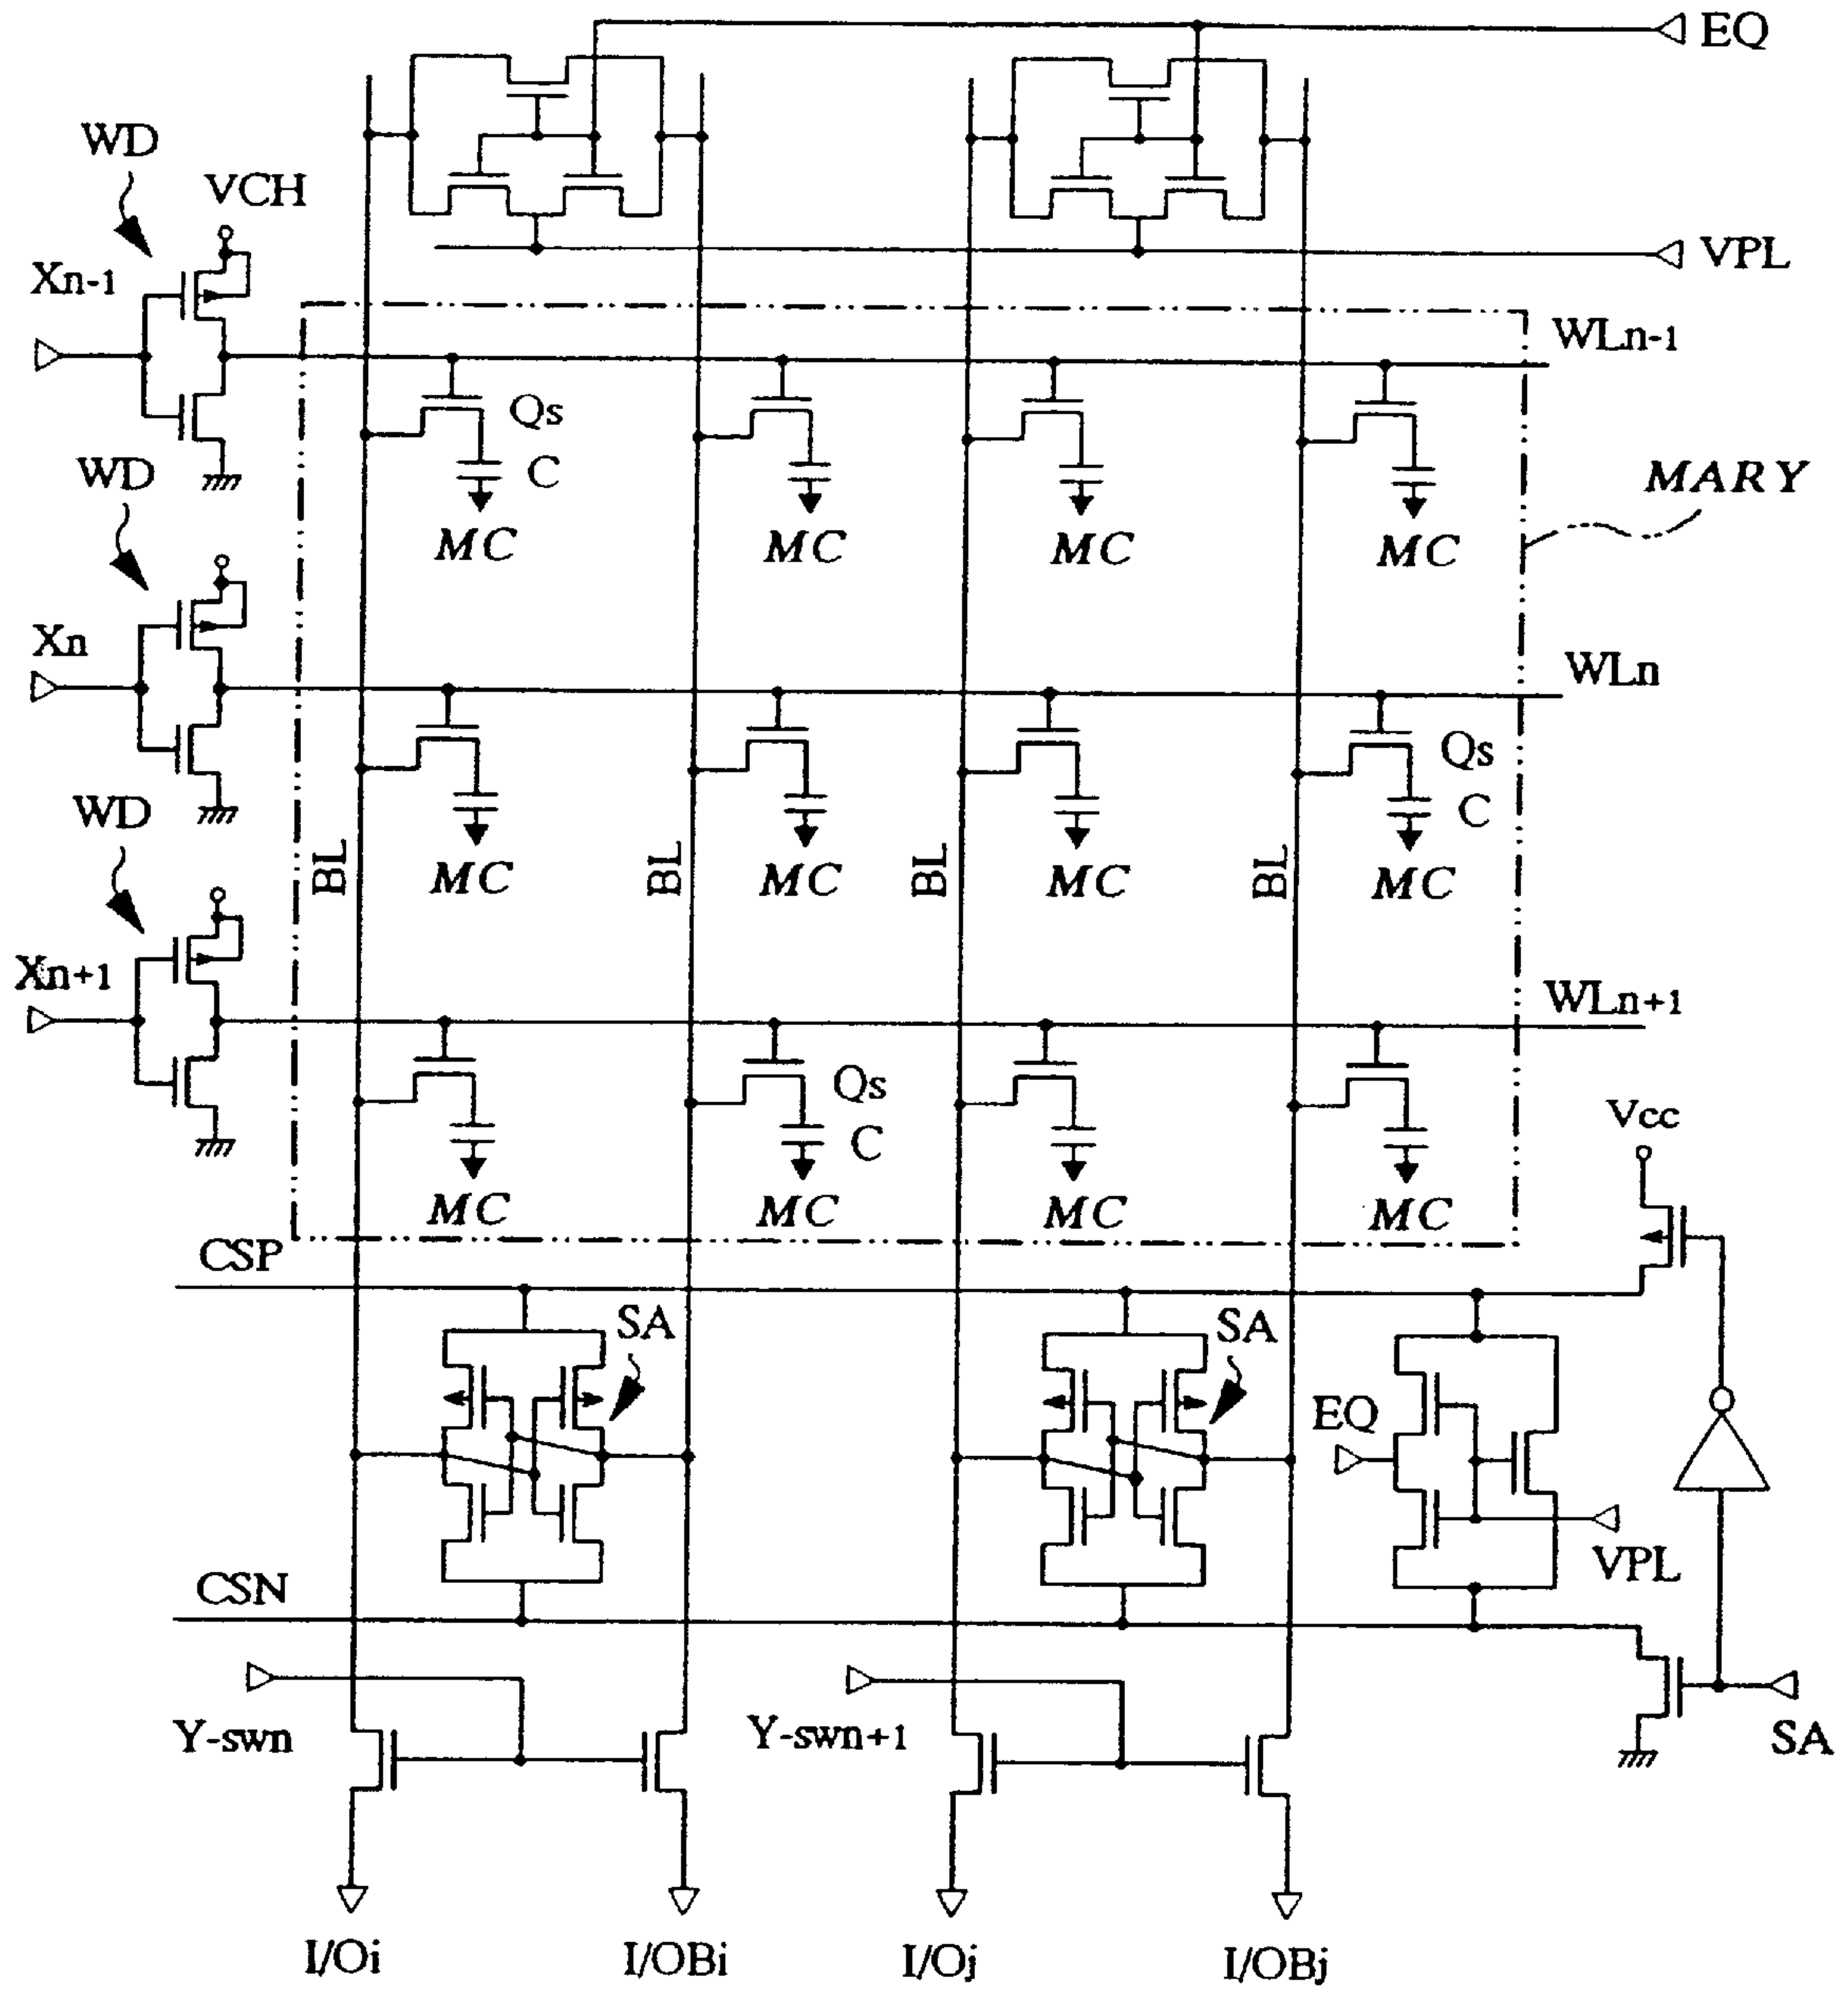 EQ
WD
VCH
VPL
Xn-1
WLn-1
Qs
C
WD
MARY
MC MC MC MC
Xn
WLn
Qs
C
WD
BL BL BL BL
MC MC MC MC
Xn+1
WLn+1
Qs
C
Vcc
MC MC MC MC
CSP
SA SA
EQ
VPL
CSN
Y-swn Y-swn+1 SA
I/Oi I/OBi I/Oj I/OBj